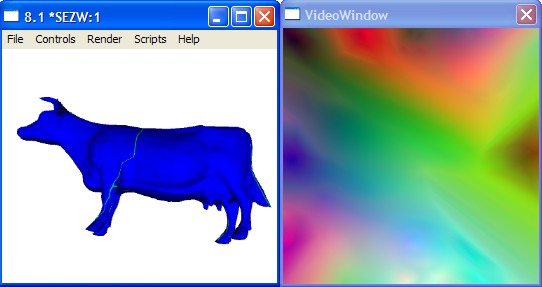 8.1 *SEZW:1
File Controls Render Scripts Help
VideoWindow